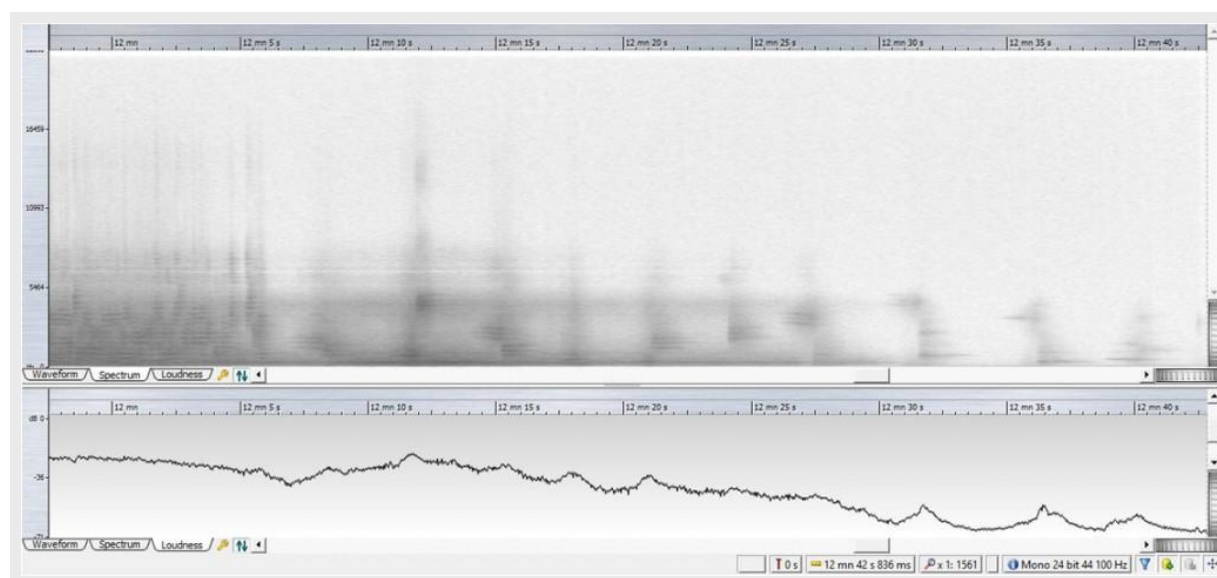 12 mn 12 mn 5 s 12 mn 10 s 12 mn 15 s 12 mn 20 s 12 mn 25 s 12 mn 30 s 12 mn 35 s 12 mn 40 s
16459
10993
5464
Waveform Spectrum Loudness
12 mn 12 mn 5 s 12 mn 10 s 12 mn 15 s 12 mn 20 s 12 mn 25 s 12 mn 30 s 12 mn 35 s 12 mn 40 s
dB 0
-36
Waveform Spectrum Loudness
0 s 12 mn 42 s 836 ms x 1: 1561 Mono 24 bit 44 100 Hz